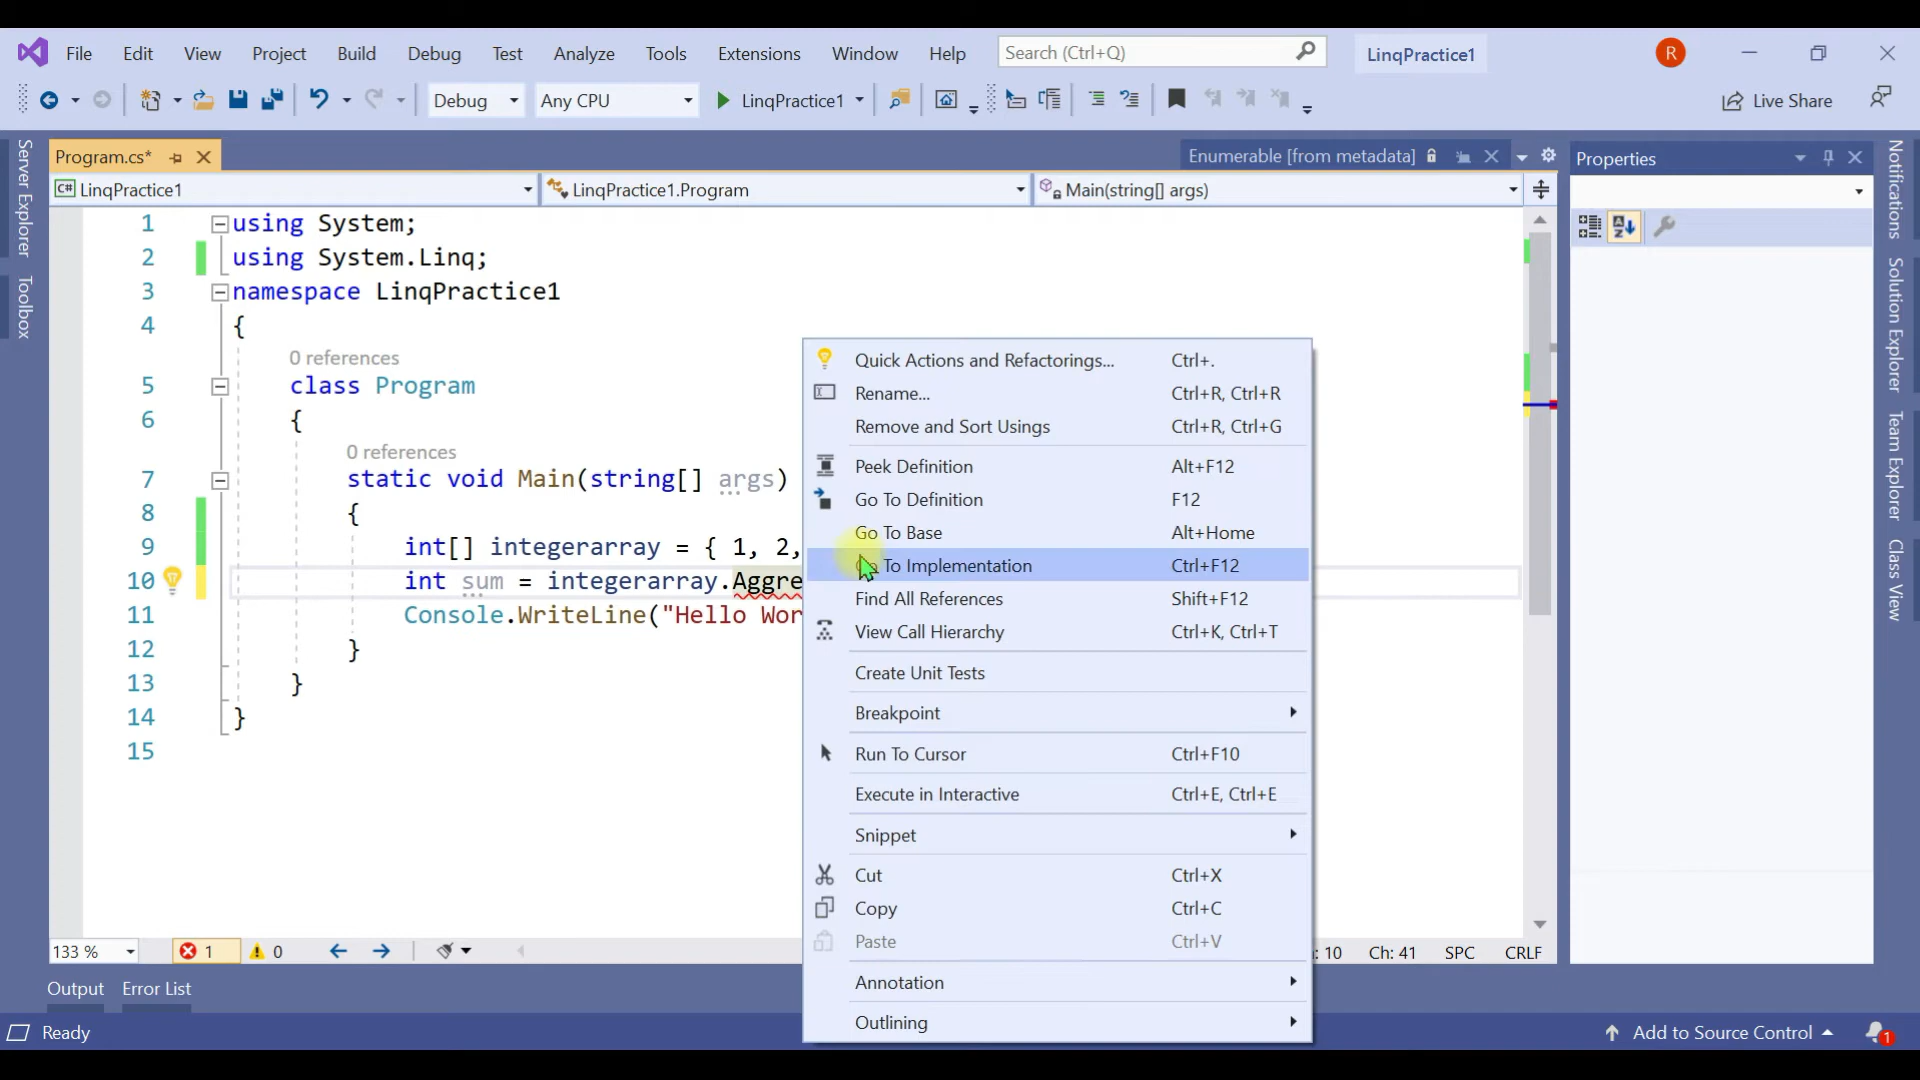 File Edit View Project Build Debug Test Analyze Tools Extensions Window Help Search (Ctrl+Q) LinqPractice1 R
Debug Any CPU LinqPractice1 Live Share
Program.cs* Enumerable [from metadata] Properties
LinqPractice1 LinqPractice1.Program Main(string[] args)
Server Explorer
Toolbox
Notifications
Solution Explorer
Team Explorer
Class View
1 using System;
2 using System.Linq;
3 namespace LinqPractice1
4 {
0 references
5 class Program
6 {
0 references
7 static void Main(string[] args)
8 {
9 int[] integerarray = { 1, 2,
10 int sum = integerarray.Aggre
11 Console.WriteLine("Hello Wor
12 }
13 }
14 }
15
Quick Actions and Refactorings... Ctrl+.
Rename... Ctrl+R, Ctrl+R
Remove and Sort Usings Ctrl+R, Ctrl+G
Peek Definition Alt+F12
Go To Definition F12
Go To Base Alt+Home
To Implementation Ctrl+F12
Find All References Shift+F12
View Call Hierarchy Ctrl+K, Ctrl+T
Create Unit Tests
Breakpoint
Run To Cursor Ctrl+F10
Execute in Interactive Ctrl+E, Ctrl+E
Snippet
Cut Ctrl+X
Copy Ctrl+C
Paste Ctrl+V
Annotation
Outlining
133 % 1 0 : 10 Ch: 41 SPC CRLF
Output Error List
Ready Add to Source Control 1